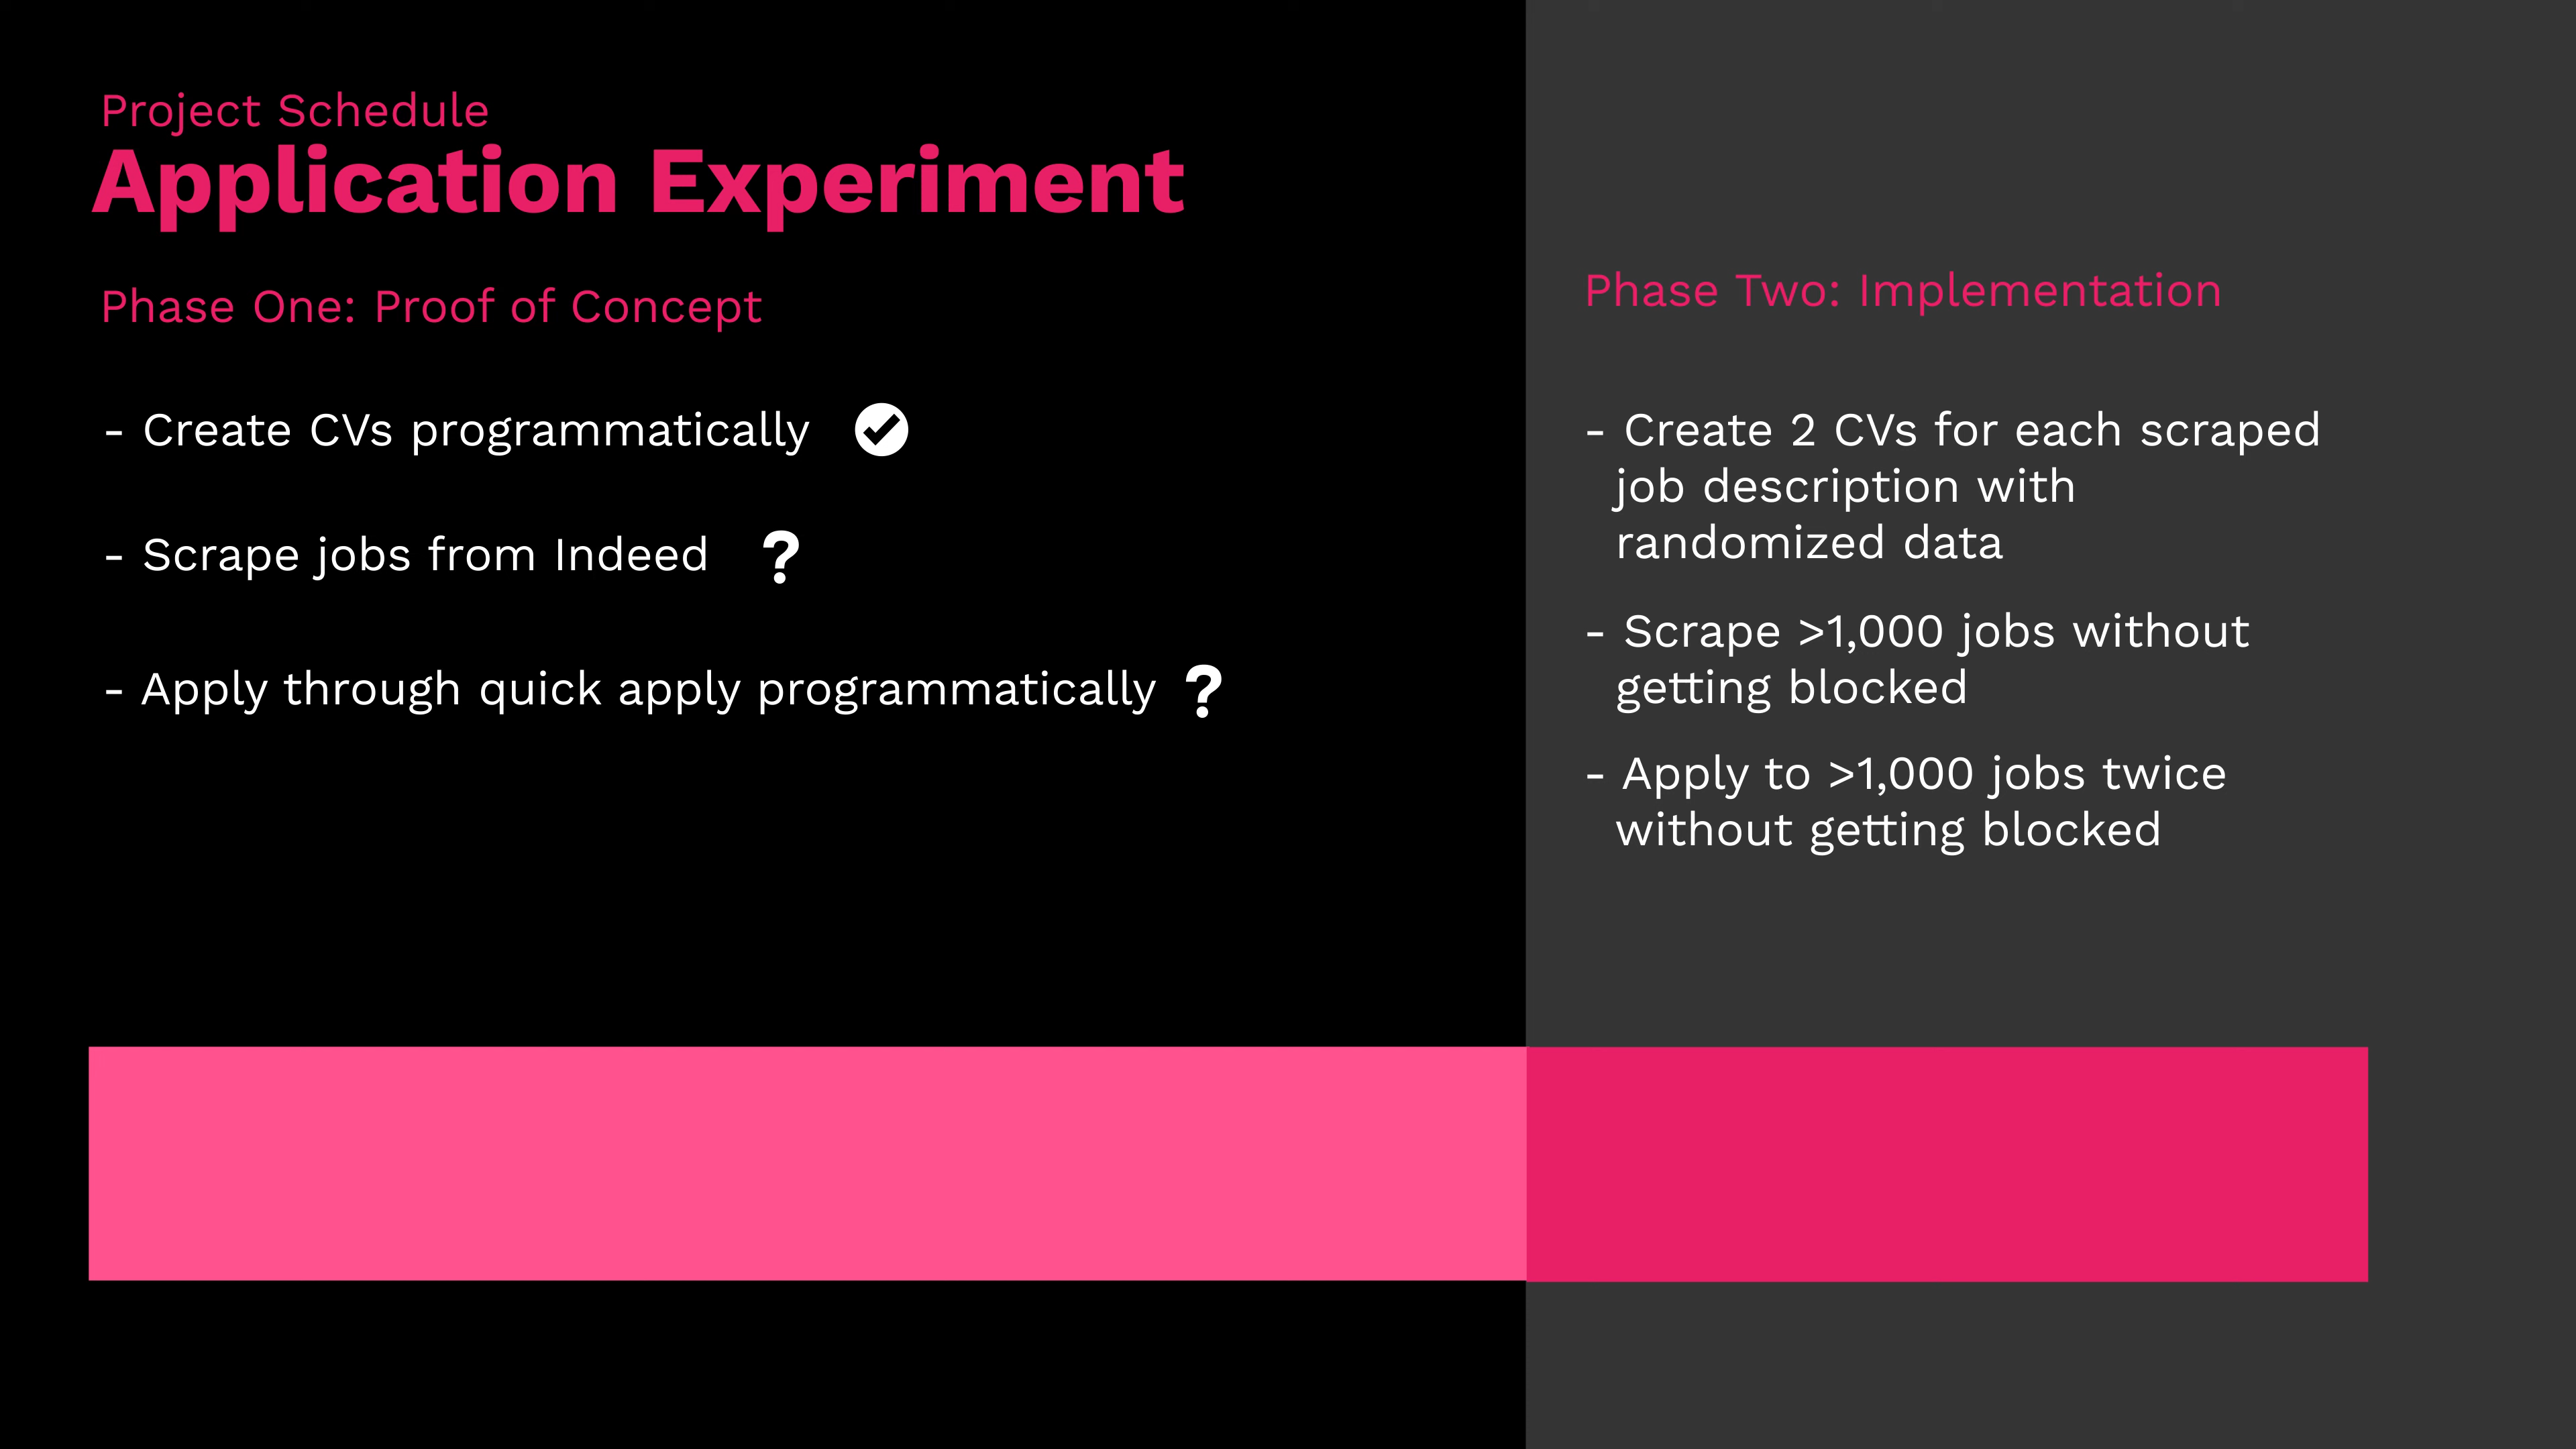 Project Schedule
Application Experiment
Phase One: Proof of Concept
- Create CVs programmatically
- Scrape jobs from Indeed ?
- Apply through quick apply programmatically ?
Phase Two: Implementation
- Create 2 CVs for each scraped
job description with
randomized data
- Scrape >1,000 jobs without
getting blocked
- Apply to >1,000 jobs twice
without getting blocked